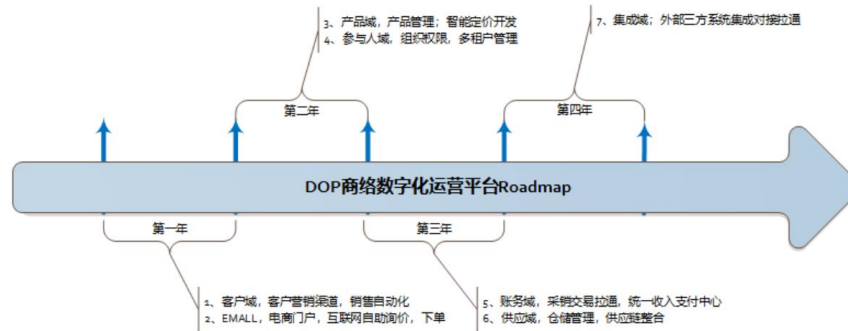 3、产品域，产品管理；智能定价开发
4、参与人域，组织权限，多租户管理
7、集成域；外部三方系统集成对接拉通
第二年
第四年
DOP商络数字化运营平台Roadmap
第一年
第三年
1、客户域，客户营销渠道，销售自动化
2、EMALL，电商门户，互联网自助询价，下单
5、账务域，采销交易拉通，统一收入支付中心
6、供应域，仓储管理，供应链整合